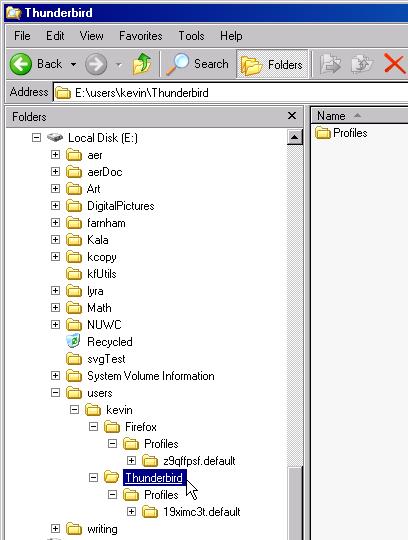 Thunderbird
File Edit View Favorites Tools Help
Back Search Folders
Address E:\users\kevin\Thunderbird
Folders
Name
Profiles
Local Disk (E:)
aer
aerDoc
Art
DigitalPictures
farnham
Kala
kcopy
kfUtils
lyra
Math
NUWC
Recycled
svgTest
System Volume Information
users
kevin
Firefox
Profiles
z9qffpsf.default
Thunderbird
Profiles
19ximc3t.default
writing